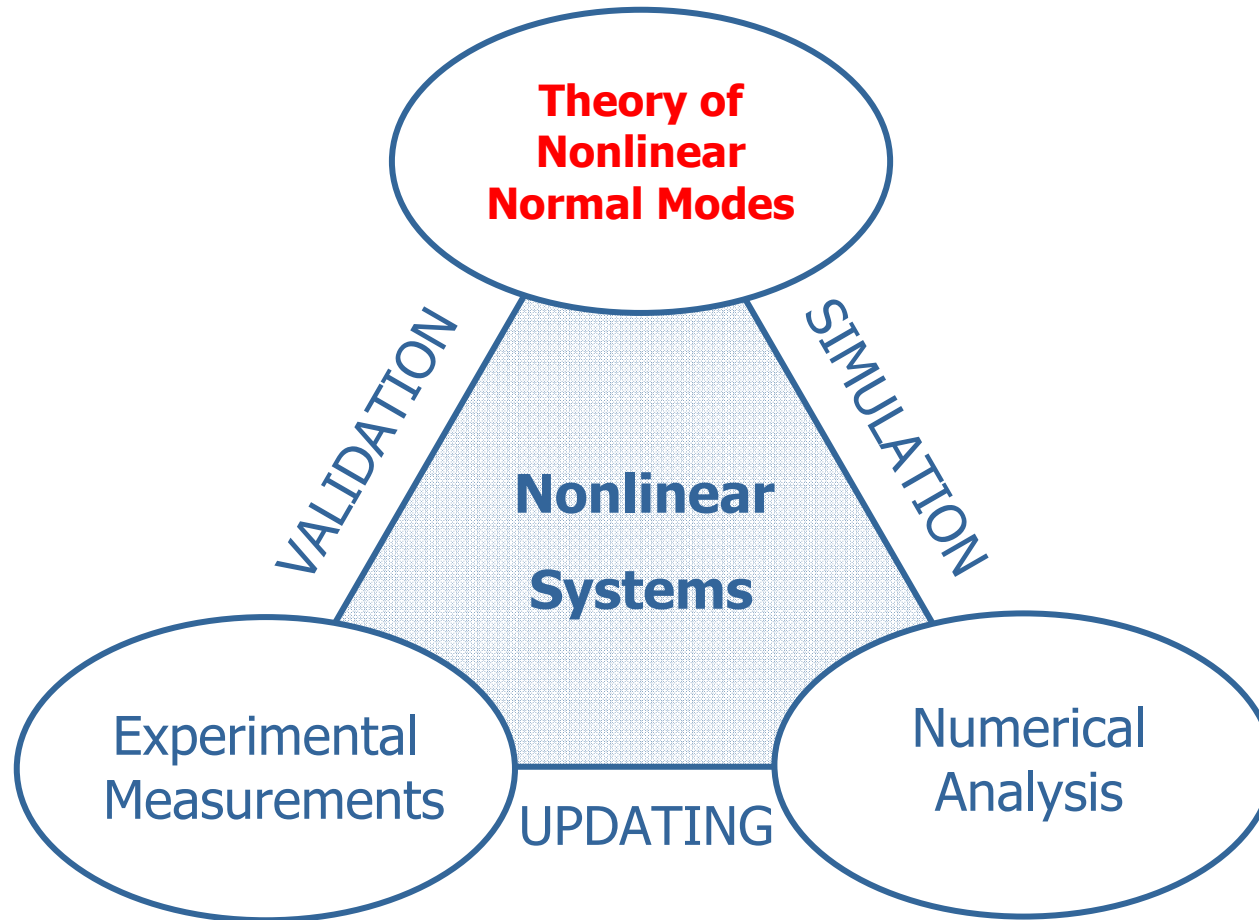 Theory of
Nonlinear
Normal Modes
VALIDATION
SIMULATION
Nonlinear
Systems
Experimental
Measurements
Numerical
Analysis
UPDATING